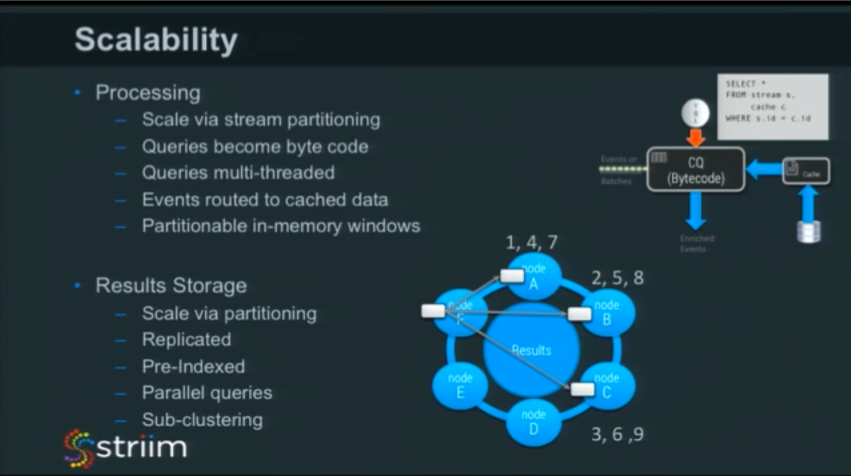 Scalability
Processing
Scale via stream partitioning
Queries become byte code
Queries multi-threaded
Events routed to cached data
Partitionable in-memory windows
Results Storage
Scale via partitioning
Replicated
Pre-Indexed
Parallel queries
Sub-clustering
striim
SELECT *
FROM stream s,
cache c
WHERE s.id = c.id
TQL
Events or
Batches
CQ
(Bytecode)
Cache
Enriched
Events
1, 4, 7
node
A
2, 5, 8
node
B
node
F
Results
node
E
node
C
node
D
3, 6 ,9